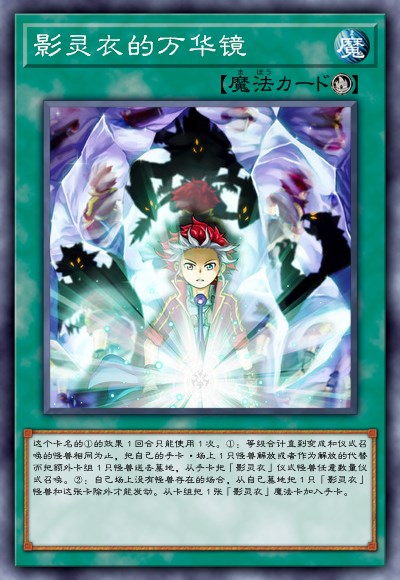 影灵衣的万华镜
魔
【魔法カード】
まほう
这个卡名的①的效果1回合只能使用1次。①：等级合计直到变成和仪式召
唤的怪兽相同为止，把自己的手卡·场上1只怪兽解放或者作为解放的代替
而把额外卡组1只怪兽送去墓地，从手卡把「影灵衣」仪式怪兽任意数量仪
式召唤。②：自己场上没有怪兽存在的场合，从自己墓地把1只「影灵衣」
怪兽和这张卡除外才能发动。从卡组把1张「影灵衣」魔法卡加入手卡。